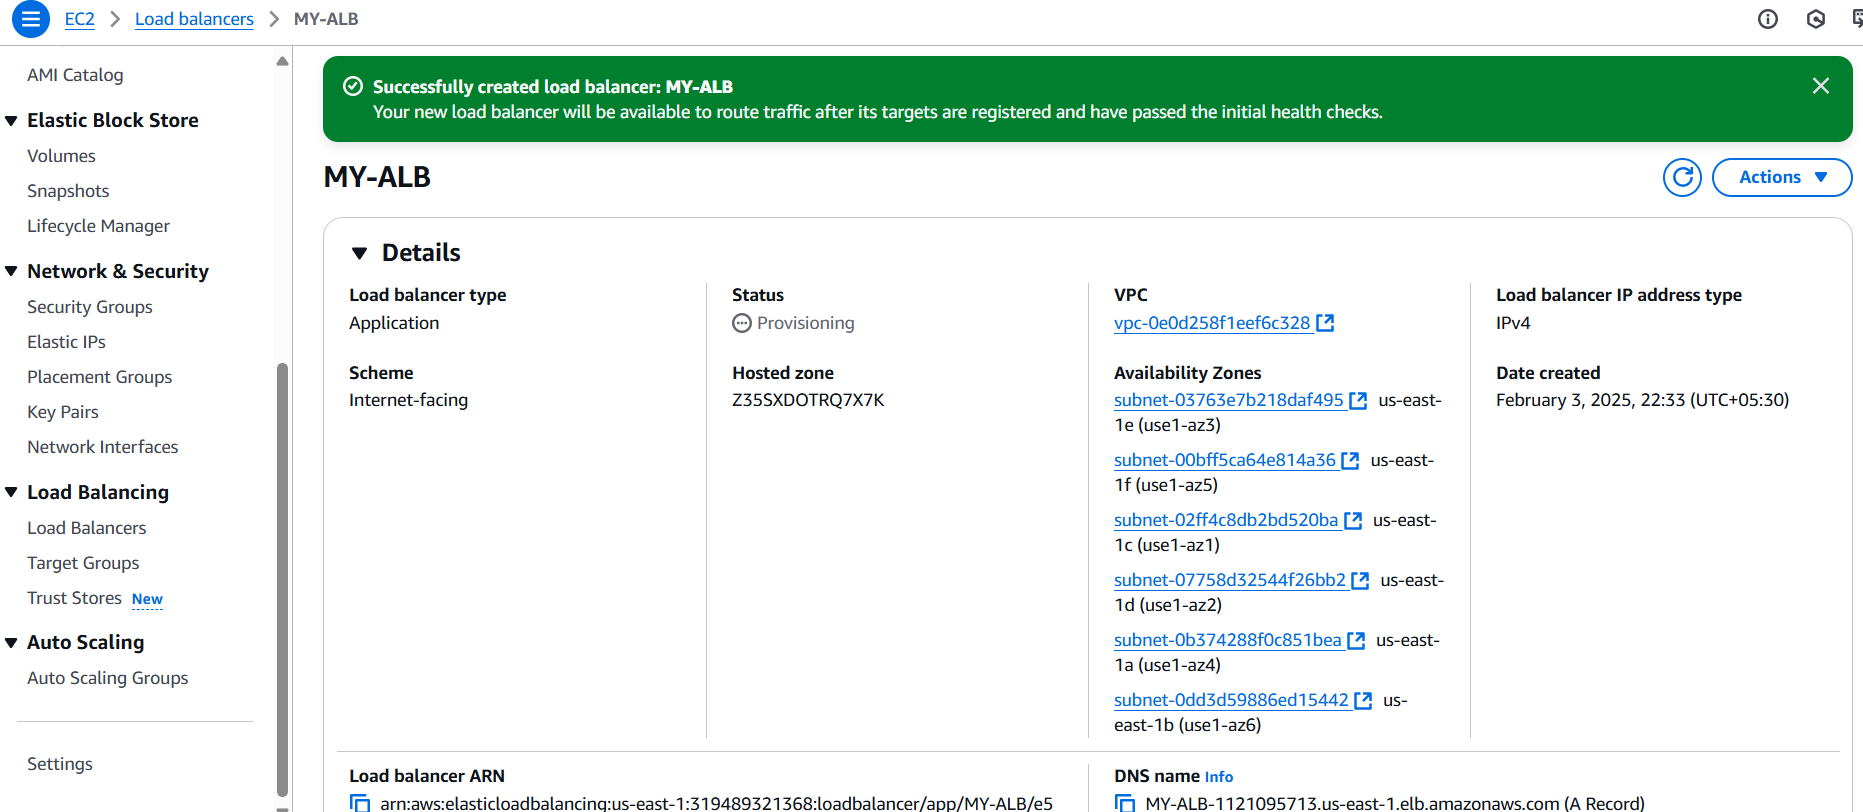 EC2 > Load balancers > MY-ALB
AMI Catalog
Elastic Block Store
Volumes
Snapshots
Lifecycle Manager
Network & Security
Security Groups
Elastic IPs
Placement Groups
Key Pairs
Network Interfaces
Load Balancing
Load Balancers
Target Groups
Trust Stores New
Auto Scaling
Auto Scaling Groups
Settings
Successfully created load balancer: MY-ALB
Your new load balancer will be available to route traffic after its targets are registered and have passed the initial health checks.
MY-ALB
Actions
Details
Load balancer type
Application
Scheme
Internet-facing
Status
Provisioning
Hosted zone
Z35SXDOTRQ7X7K
VPC
vpc-0e0d258f1eef6c328
Availability Zones
subnet-03763e7b218daf495 us-east-
1e (use1-az3)
subnet-00bff5ca64e814a36 us-east-
1f (use1-az5)
subnet-02ff4c8db2bd520ba us-east-
1c (use1-az1)
subnet-07758d32544f26bb2 us-east-
1d (use1-az2)
subnet-0b374288f0c851bea us-east-
1a (use1-az4)
subnet-0dd3d59886ed15442 us-
east-1b (use1-az6)
Load balancer IP address type
IPv4
Date created
February 3, 2025, 22:33 (UTC+05:30)
Load balancer ARN
arn:aws:elasticloadbalancing:us-east-1:319489321368:loadbalancer/app/MY-ALB/e5
DNS name Info
MY-ALB-1121095713.us-east-1.elb.amazonaws.com (A Record)